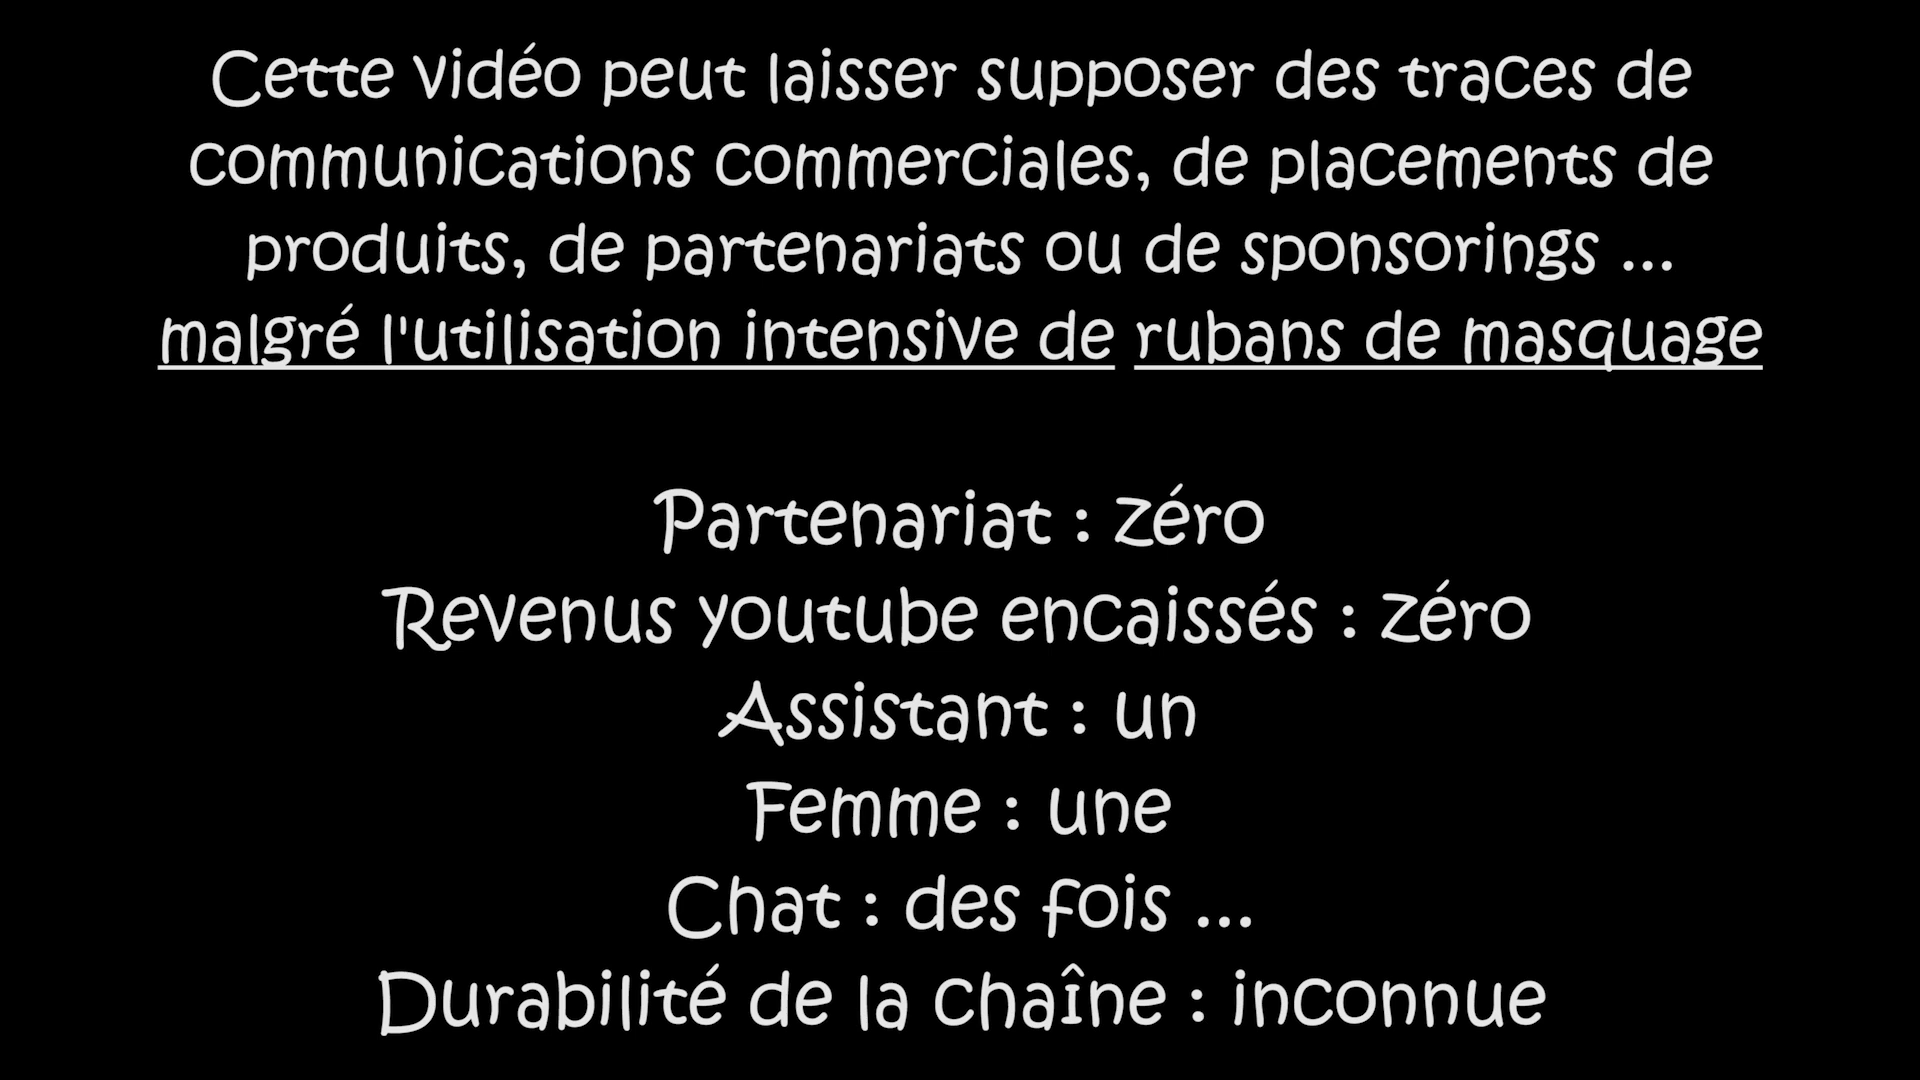 Cette vidéo peut laisser supposer des traces de
communications commerciales, de placements de
produits, de partenariats ou de sponsorings ...
malgré l'utilisation intensive de rubans de masquage
Partenariat : zéro
Revenus youtube encaissés : zéro
Assistant : un
Femme : une
Chat : des fois ...
Durabilité de la chaîne : inconnue